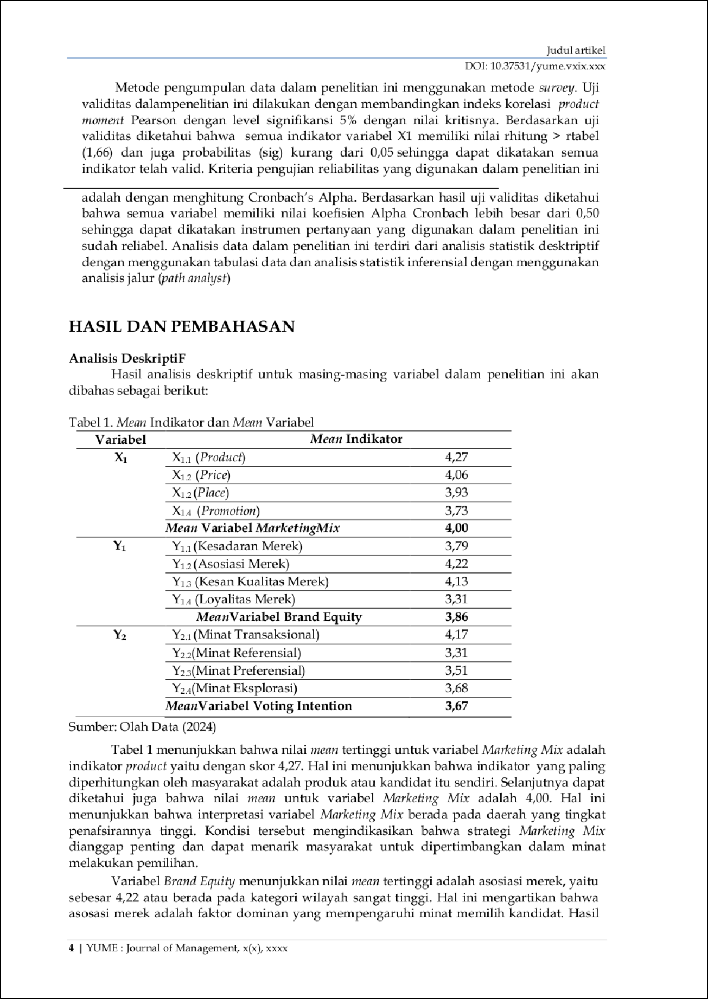 Judul artikel
DOI: 10.37531/yume.vxix.xxx
Metode pengumpulan data dalam penelitian ini menggunakan metode survey. Uji
validitas dalampenelitian ini dilakukan dengan membandingkan indeks korelasi product
moment Pearson dengan level signifikansi 5% dengan nilai kritisnya. Berdasarkan uji
validitas diketahui bahwa semua indikator variabel X1 memiliki nilai rhitung > rtabel
(1,66) dan juga probabilitas (sig) kurang dari 0,05 sehingga dapat dikatakan semua
indikator telah valid. Kriteria pengujian reliabilitas yang digunakan dalam penelitian ini
adalah dengan menghitung Cronbach’s Alpha. Berdasarkan hasil uji validitas diketahui
bahwa semua variabel memiliki nilai koefisien Alpha Cronbach lebih besar dari 0,50
sehingga dapat dikatakan instrumen pertanyaan yang digunakan dalam penelitian ini
sudah reliabel. Analisis data dalam penelitian ini terdiri dari analisis statistik desktriptif
dengan menggunakan tabulasi data dan analisis statistik inferensial dengan menggunakan
analisis jalur (path analyst)
HASIL DAN PEMBAHASAN
Analisis DeskriptiF
Hasil analisis deskriptif untuk masing-masing variabel dalam penelitian ini akan
dibahas sebagai berikut:
Tabel 1. Mean Indikator dan Mean Variabel
Variabel Mean Indikator
X1 X1.1 (Product) 4,27
X1.2 (Price) 4,06
X1.2 (Place) 3,93
X1.4 (Promotion) 3,73
Mean Variabel MarketingMix 4,00
Y1 Y1.1 (Kesadaran Merek) 3,79
Y1.2 (Asosiasi Merek) 4,22
Y1.3 (Kesan Kualitas Merek) 4,13
Y1.4 (Loyalitas Merek) 3,31
MeanVariabel Brand Equity 3,86
Y2 Y2.1 (Minat Transaksional) 4,17
Y2.2(Minat Referensial) 3,31
Y2.3(Minat Preferensial) 3,51
Y2.4(Minat Eksplorasi) 3,68
MeanVariabel Voting Intention 3,67
Sumber: Olah Data (2024)
Tabel 1 menunjukkan bahwa nilai mean tertinggi untuk variabel Marketing Mix adalah
indikator product yaitu dengan skor 4,27. Hal ini menunjukkan bahwa indikator yang paling
diperhitungkan oleh masyarakat adalah produk atau kandidat itu sendiri. Selanjutnya dapat
diketahui juga bahwa nilai mean untuk variabel Marketing Mix adalah 4,00. Hal ini
menunjukkan bahwa interpretasi variabel Marketing Mix berada pada daerah yang tingkat
penafsirannya tinggi. Kondisi tersebut mengindikasikan bahwa strategi Marketing Mix
dianggap penting dan dapat menarik masyarakat untuk dipertimbangkan dalam minat
melakukan pemilihan.
Variabel Brand Equity menunjukkan nilai mean tertinggi adalah asosiasi merek, yaitu
sebesar 4,22 atau berada pada kategori wilayah sangat tinggi. Hal ini mengartikan bahwa
asosasi merek adalah faktor dominan yang mempengaruhi minat memilih kandidat. Hasil
4 | YUME : Journal of Management, x(x), xxxx